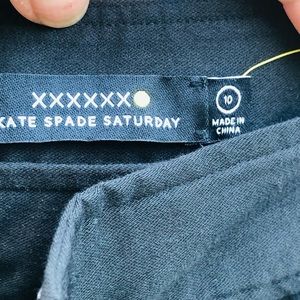 XXXXXX
KATE SPADE SATURDAY
10
MADE IN
CHINA